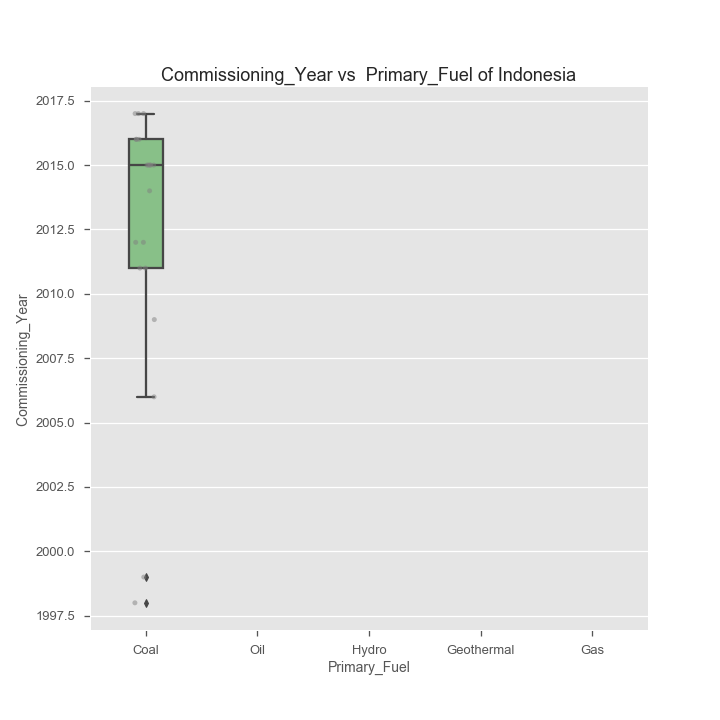 Commissioning_Year vs  Primary_Fuel of Indonesia
2017.5
2015.0
2012.5
2010.0
2007.5
2005.0
2002.5
2000.0
1997.5
Commissioning_Year
Coal
Oil
Hydro
Geothermal
Gas
Primary_Fuel